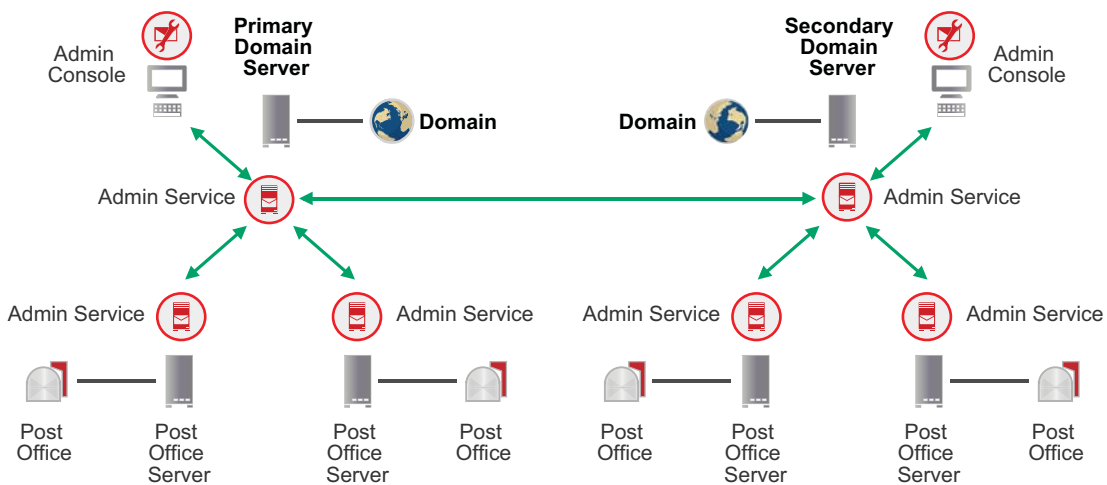 Admin
Console
Primary
Domain
Server
Domain
Secondary
Domain
Server
Domain
Admin
Console
Admin Service
Admin Service
Admin Service
Admin Service
Admin Service
Admin Service
Post
Office
Post
Office
Server
Post
Office
Server
Post
Office
Post
Office
Post
Office
Server
Post
Office
Server
Post
Office